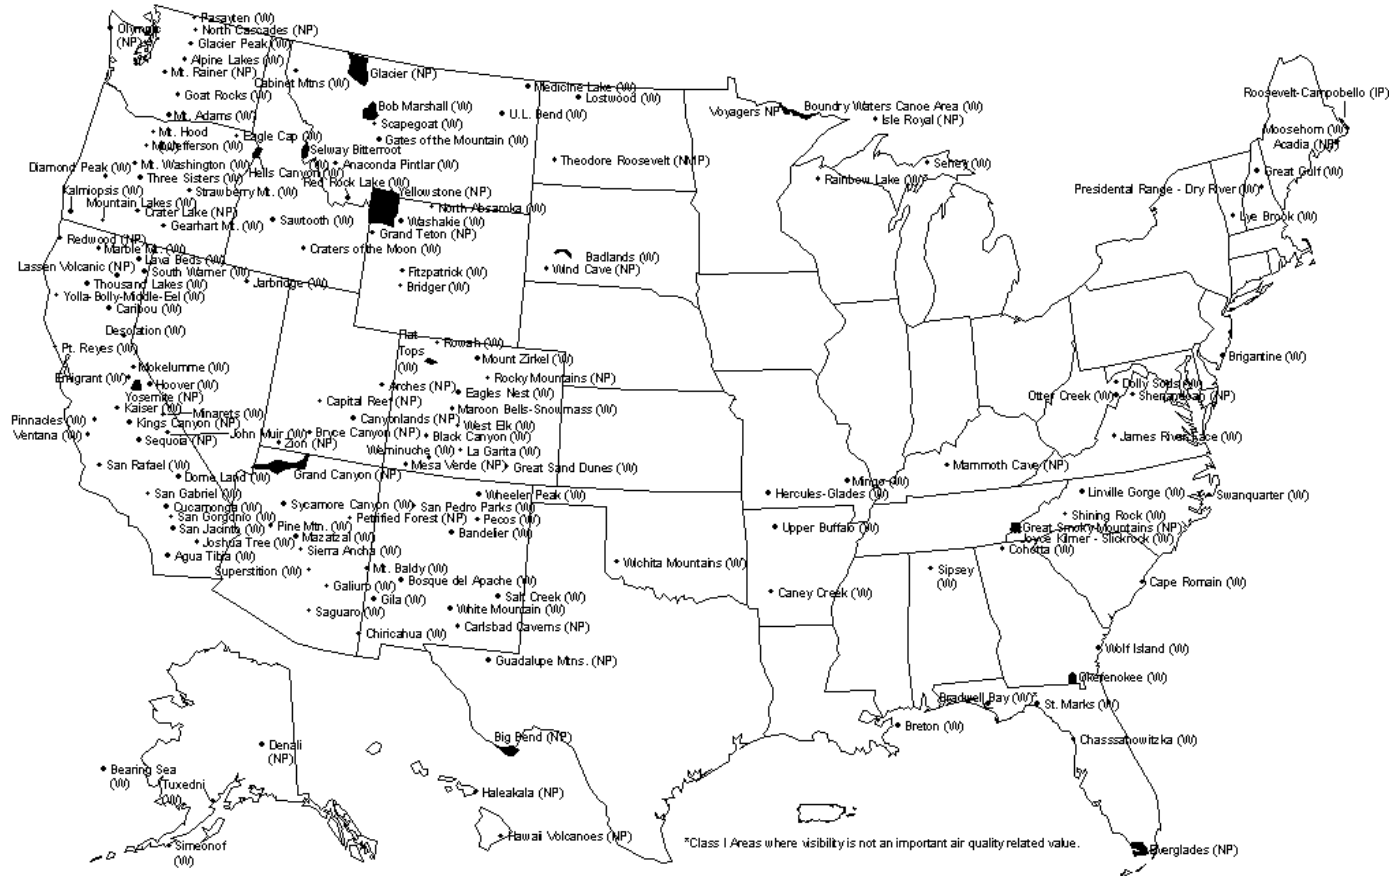 Pasayten (W)
Olympic
(NP)
North Cascades (NP)
Glacier Peak (W)
Alpine Lakes (W)
Mt. Rainer (NP)
Goat Rocks (W)
Mt. Adams (W)
Cabinet Mtns (W)
Glacier (NP)
Medicine Lake (W)
Lostwood (W)
Bob Marshall (W)
U.L. Bend (W)
Scapegoat (W)
Gates of the Mountain (W)
Voyagers NP
Boundry Waters Canoe Area (W)
Isle Royal (NP)
Roosevelt-Campobello (IP)
Moosehorn (W)
Acadia (NP)
Mt. Hood
Mt. Jefferson (W)
Eagle Cap (W)
Selway Bitterroot
(W)
Anaconda Pintlar (W)
Diamond Peak (W)
Mt. Washington (W)
Hells Canyon (W)
Theodore Roosevelt (NMP)
Seney (W)
Rainbow Lake (W)*
Great Gulf (W)
Three Sisters (W)
Red Rock Lake (W)
Kalmiopsis (W)
Strawberry Mt. (W)
Yellowstone (NP)
Presidental Range - Dry River (W)
Mountain Lakes (W)
Crater Lake (NP)
North Absaroka (W)
Gearhart Mt. (W)
Sawtooth (W)
Washakie (W)
Lye Brook (W)
Grand Teton (NP)
Redwood (NP)
Marble Mt. (W)
Craters of the Moon (W)
Lava Beds (W)
Badlands (W)
Lassen Volcanic (NP)
South Warner (W)
Fitzpatrick (W)
Wind Cave (NP)
Thousand Lakes (W)
Jarbridge (W)
Bridger (W)
Yolla-Bolly-Middle-Eel (W)
Caribou (W)
Desolation (W)
Flat
Tops
(W)
Rowah (W)
Pt. Reyes (W)
Mount Zirkel (W)
Brigantine (W)
Mokelumme (W)
Emigrant (W)
Hoover (W)
Rocky Mountains (NP)
Yosemite (NP)
Arches (NP)
Eagles Nest (W)
Dolly Sods (W)
Otter Creek (W)
Shenandoah (NP)
Kaiser (W)
Minarets (W)
Capital Reef (NP)
Maroon Bells-Snowmass (W)
Pinnacles (W)
Kings Canyon (NP)
Canyonlands (NP)
West Elk (W)
Ventana (W)
Sequoia (NP)
John Muir (W)
Bryce Canyon (NP)
Black Canyon (W)
James River Face (W)
Zion (NP)
Weminuche (W)
La Garita (W)
San Rafael (W)
Grand Canyon (NP)
Mesa Verde (NP)
Great Sand Dunes (W)
Mammoth Cave (NP)
Dome Land (W)
Mingo (W)
Hercules-Glades (W)
San Gabriel (W)
Wheeler Peak (W)
Linville Gorge (W)
Swanquarter (W)
Cucamonga (W)
Sycamore Canyon (W)
San Pedro Parks (W)
San Gorgonio (W)
Petrified Forest (NP)
Pecos (W)
Shining Rock (W)
San Jacinta (W)
Pine Mtn. (W)
Bandelier (W)
Upper Buffalo (W)
Great Smoky Mountains (NP)
Joshua Tree (W)
Mazatzal (W)
Joyce Kilmer - Slickrock (W)
Agua Tibia (W)
Sierra Ancha (W)
Cohotta (W)
Superstition (W)
Mt. Baldy (W)
Wichita Mountains (W)
Sipsey
(W)
Galiuro (W)
Bosque del Apache (W)
Caney Creek (W)
Cape Romain (W)
Gila (W)
Salt Creek (W)
Saguaro (W)
White Mountain (W)
Chiricahua (W)
Carlsbad Caverns (NP)
Guadalupe Mtns. (NP)
Wolf Island (W)
Okefenokee (W)
Bradwell Bay (W)*
St. Marks (W)
Breton (W)
Big Bend (NP)
Chasssahowitzka (W)
Denali
(NP)
Bearing Sea
(W)
Tuxedni
(W)
Haleakala (NP)
Hawaii Volcanoes (NP)
Simeonof
(W)
*Class I Areas where visibility is not an important air quality related value.
Everglades (NP)